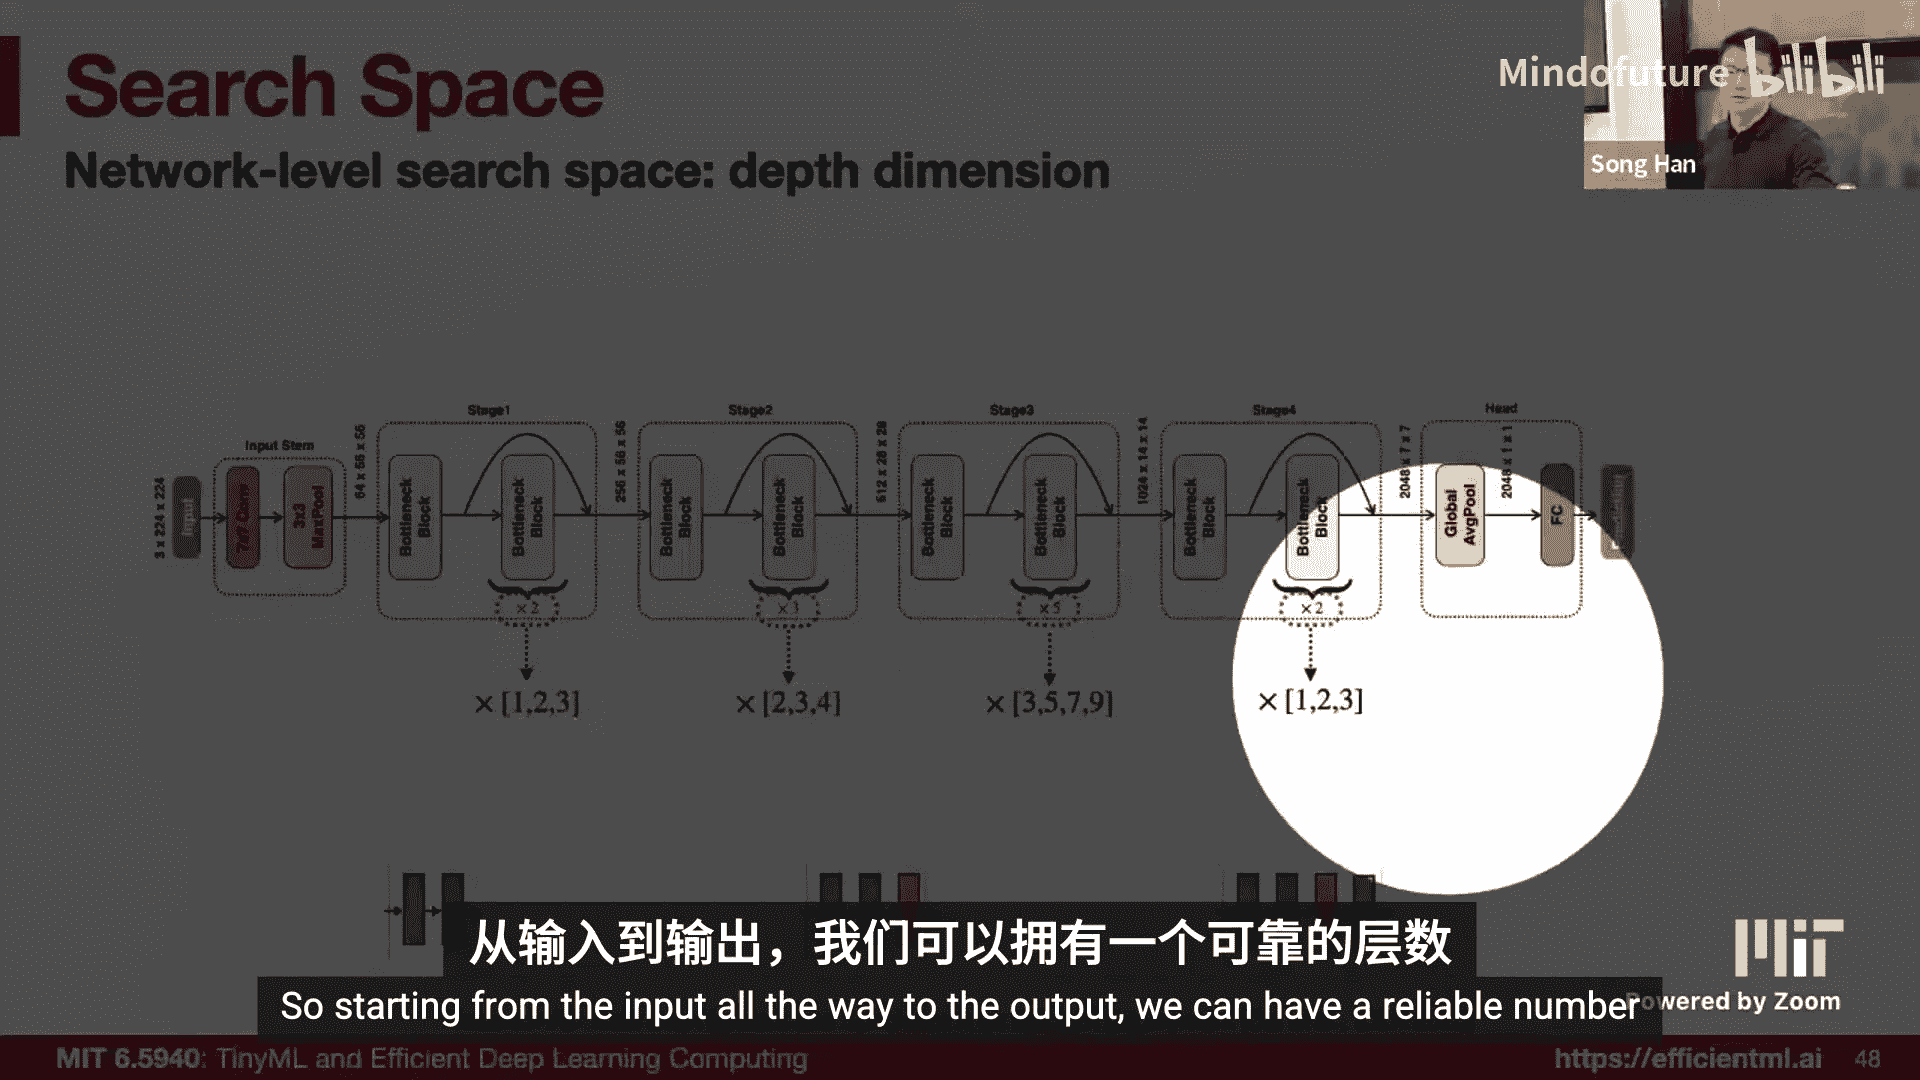 Search Space
Network-level search space: depth dimension
Mindofuture bilibili
Song Han
Stage1
Stage2
Stage3
Stage4
Head
Input Stem
3 x 224 x 224
Input
7x7 Conv
3x3
MaxPool
64 x 56 x 56
Bottleneck
Block
Bottleneck
Block
256 x 56 x 56
Bottleneck
Block
Bottleneck
Block
512 x 28 x 28
Bottleneck
Block
Bottleneck
Block
1024 x 14 x 14
Bottleneck
Block
Bottleneck
Block
2048 x 7 x 7
Global
AvgPool
2048 x 1 x 1
FC
× 2
× 3
× 5
× 2
× [1,2,3]
× [2,3,4]
× [3,5,7,9]
× [1,2,3]
从输入到输出，我们可以拥有一个可靠的层数
So starting from the input all the way to the output, we can have a reliable number
MIT
Powered by Zoom
MIT 6.5940: TinyML and Efficient Deep Learning Computing
https://efficientml.ai
48